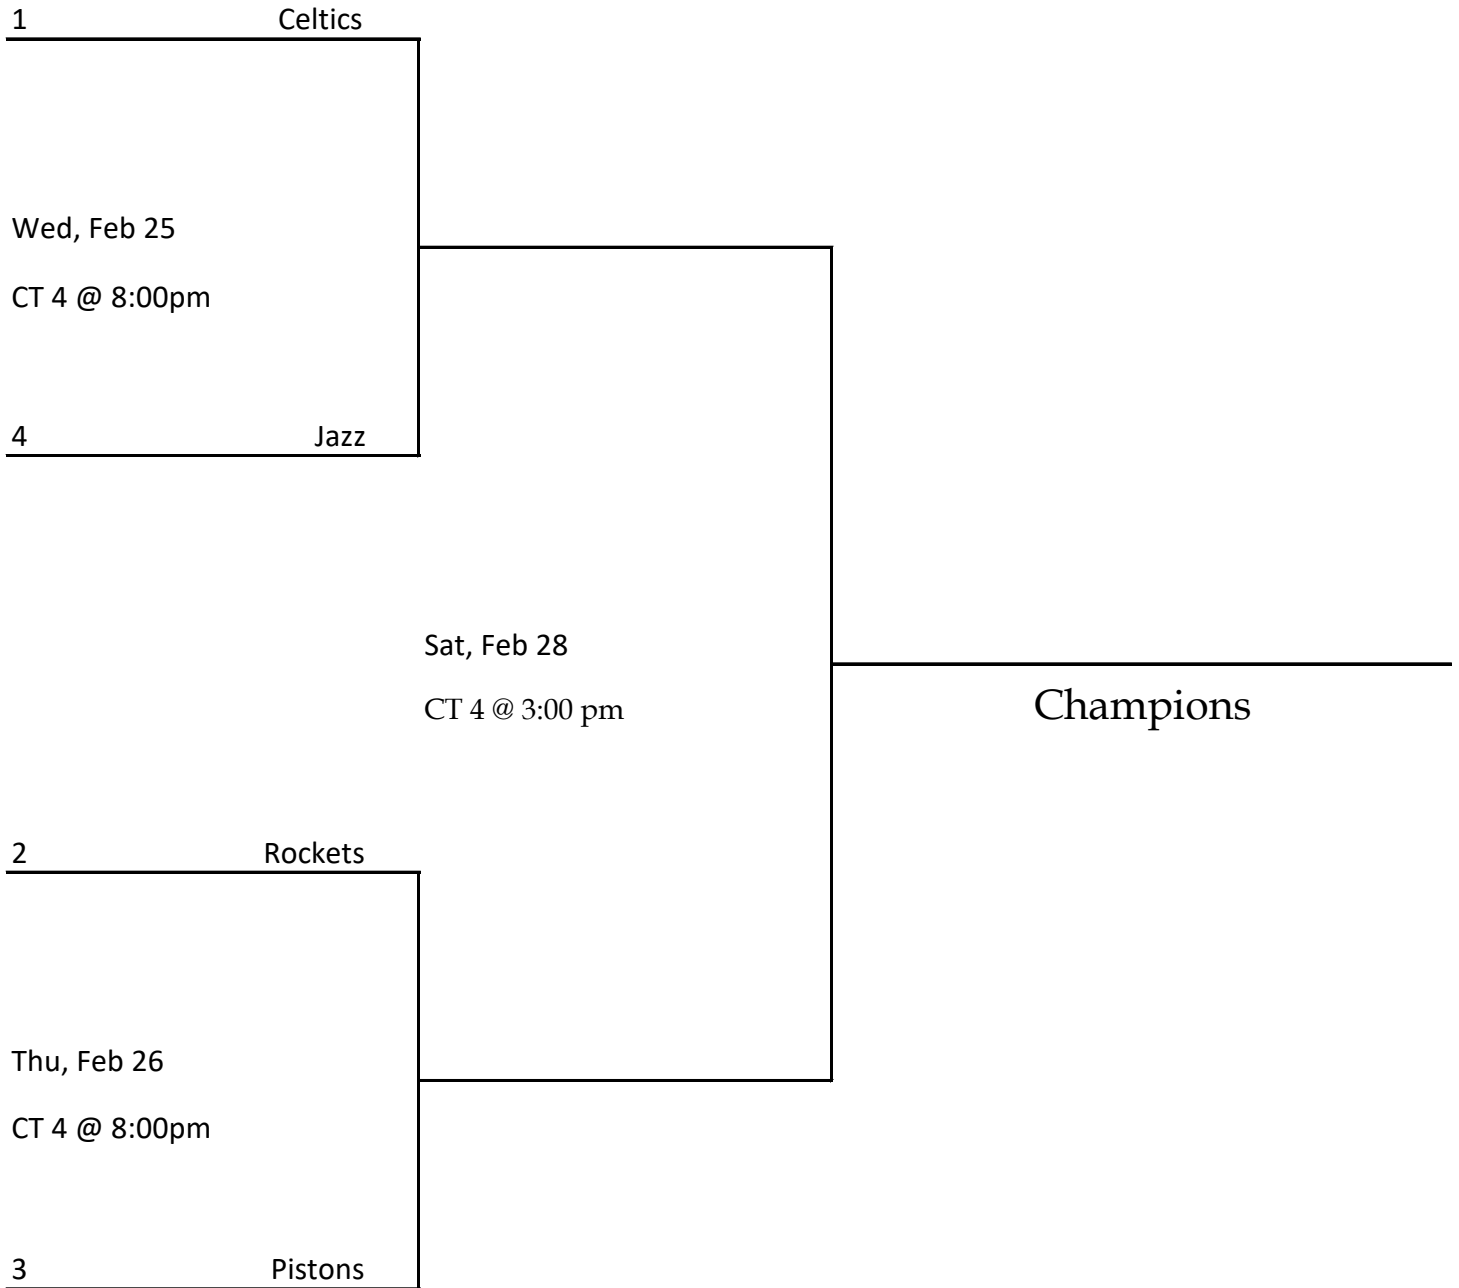 1 Celtics
Wed, Feb 25
CT 4 @ 8:00pm
4 Jazz
Sat, Feb 28
CT 4 @ 3:00 pm
Champions
2 Rockets
Thu, Feb 26
CT 4 @ 8:00pm
3 Pistons